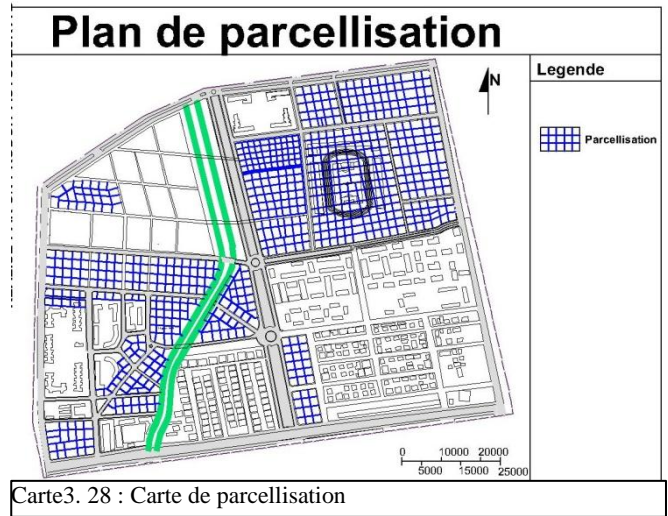 Plan de parcellisation
Legende
N
Parcellisation
0 10000 20000
5000 15000 25000
Carte3. 28 : Carte de parcellisation